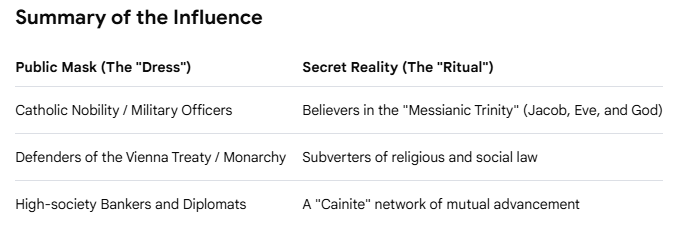 Summary of the Influence
Public Mask (The "Dress") Secret Reality (The "Ritual")
Catholic Nobility / Military Officers Believers in the "Messianic Trinity" (Jacob, Eve, and God)
Defenders of the Vienna Treaty / Monarchy Subverters of religious and social law
High-society Bankers and Diplomats A "Cainite" network of mutual advancement